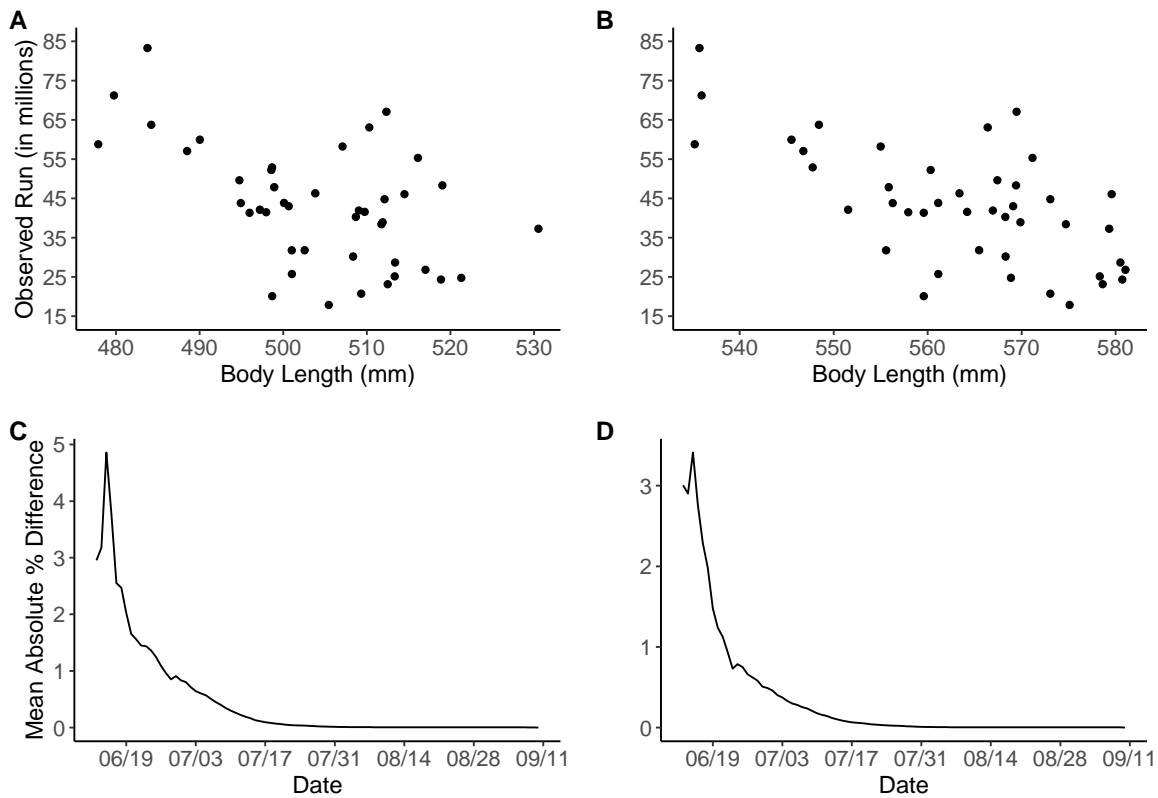 A
B
Observed Run (in millions)
85
75
65
55
45
35
25
15
480 490 500 510 520 530
Body Length (mm)
85
75
65
55
45
35
25
15
540 550 560 570 580
Body Length (mm)
C
D
Mean Absolute % Difference
5
4
3
2
1
0
06/19 07/03 07/17 07/31 08/14 08/28 09/11
Date
3
2
1
0
06/19 07/03 07/17 07/31 08/14 08/28 09/11
Date